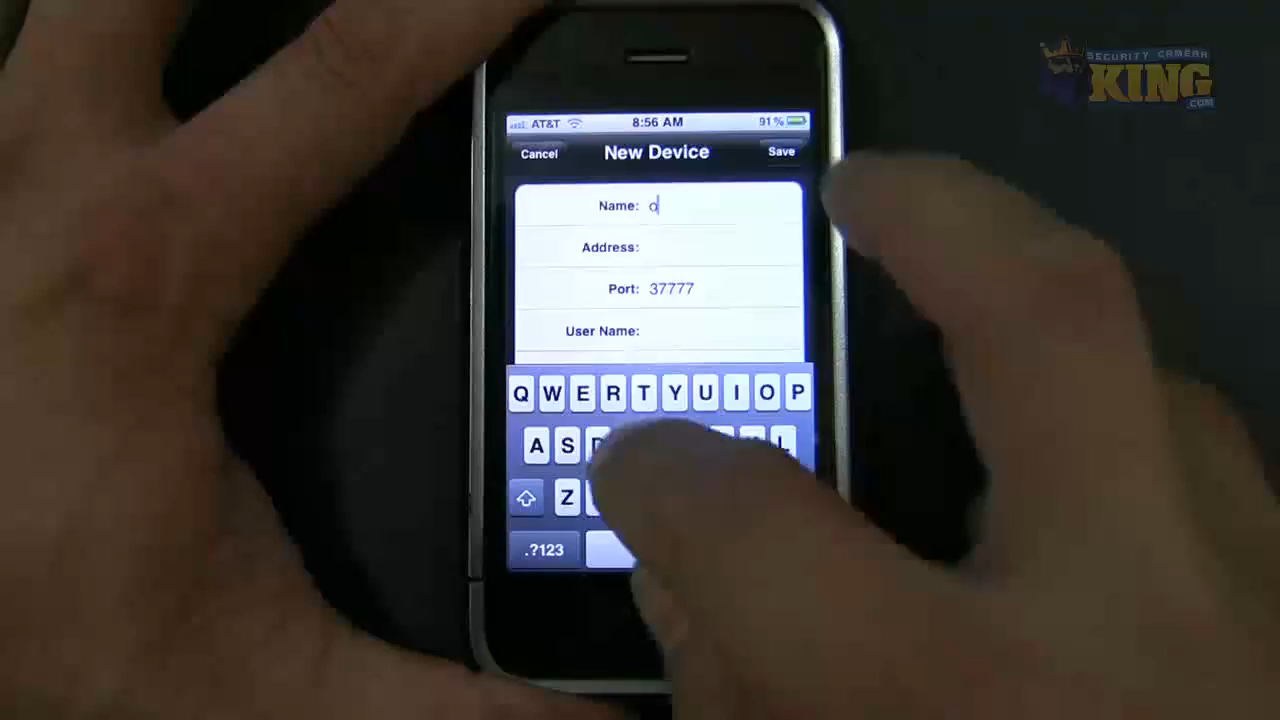 SECURITY CAMERA
KING
.COM
AT&T 8:56 AM 91%
Cancel New Device Save
Name: o
Address:
Port: 37777
User Name:
Q W E R T Y U I O P
A S D L
Z
.?123